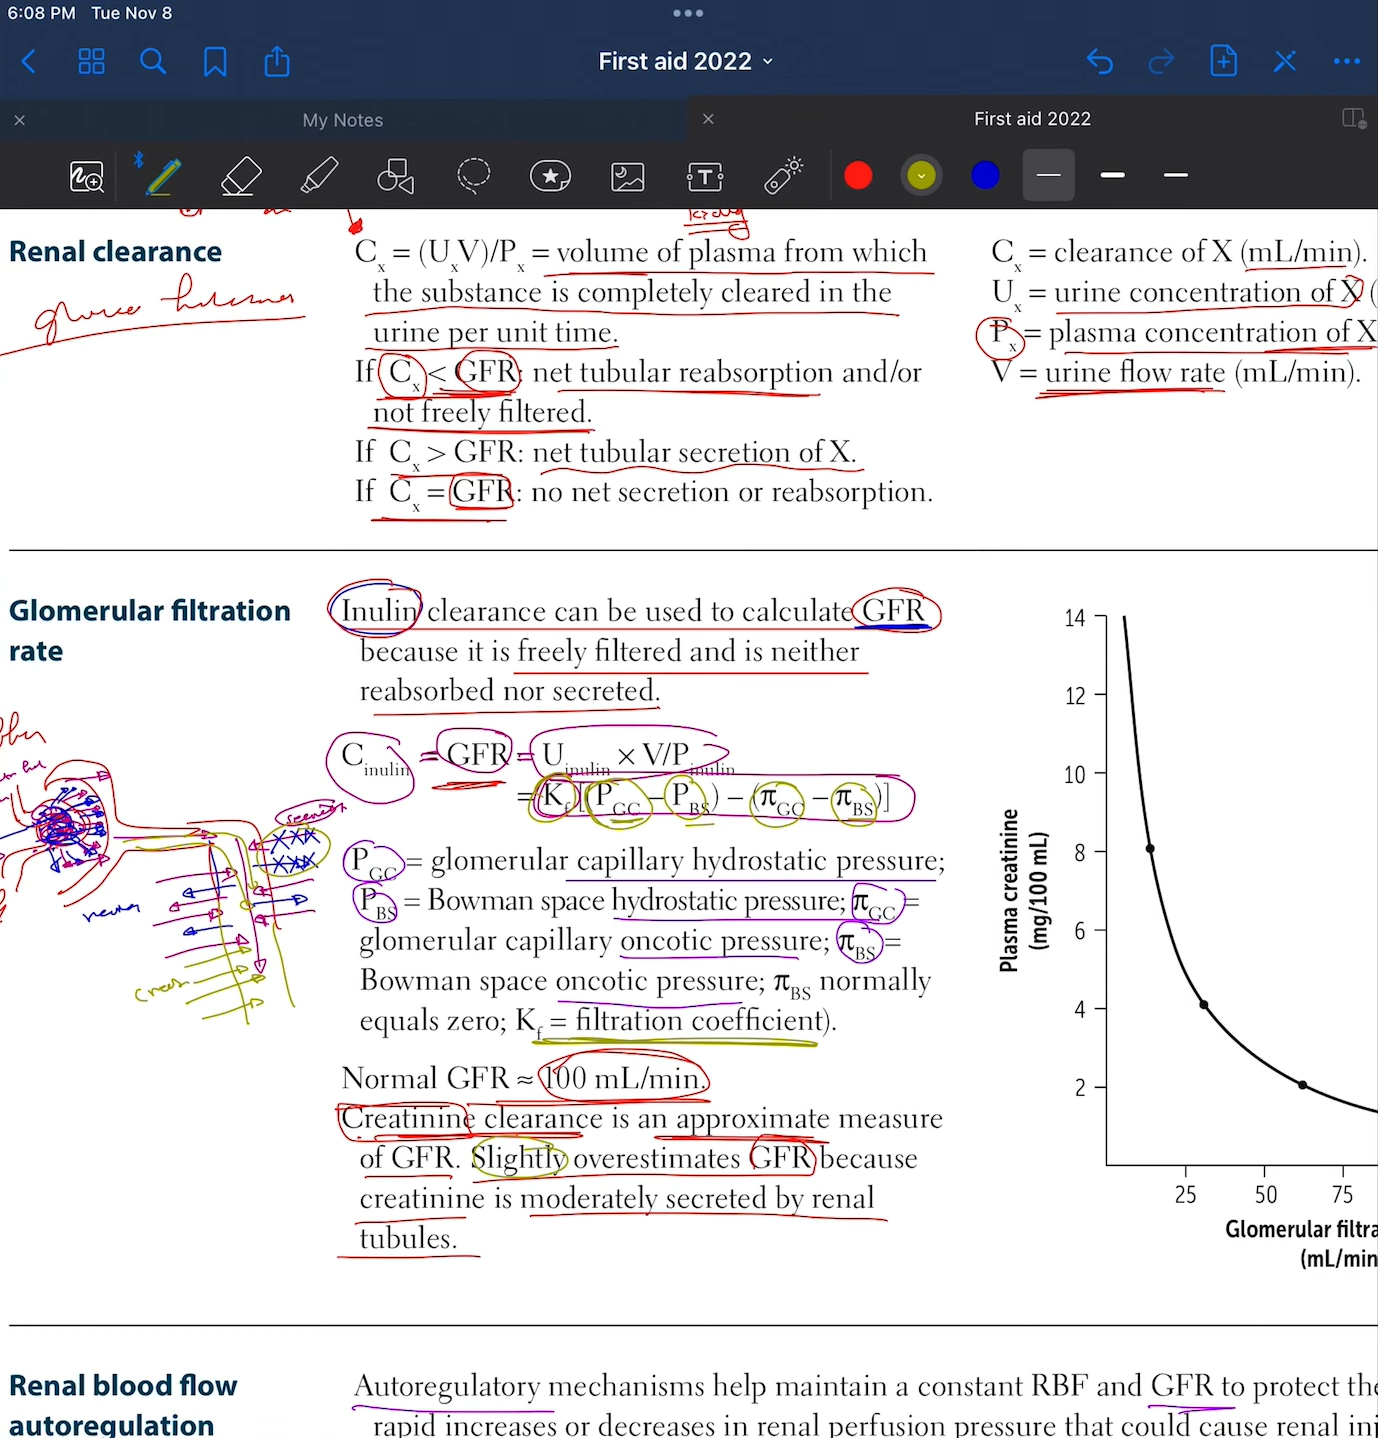 6:08 PM Tue Nov 8
First aid 2022
My Notes
First aid 2022
Renal clearance
Cx = (UxV)/Px = volume of plasma from which
the substance is completely cleared in the
urine per unit time.
If Cx < GFR: net tubular reabsorption and/or
not freely filtered.
If Cx > GFR: net tubular secretion of X.
If Cx = GFR: no net secretion or reabsorption.
Cx = clearance of X (mL/min).
Ux = urine concentration of X (
Px = plasma concentration of X
V = urine flow rate (mL/min).
Glomerular filtration
rate
Inulin clearance can be used to calculate GFR
because it is freely filtered and is neither
reabsorbed nor secreted.
Cinulin = GFR = Uinulin × V/Pinulin
= Kf [(PGC – PBS) – (πGC – πBS)]
PGC = glomerular capillary hydrostatic pressure;
PBS = Bowman space hydrostatic pressure; πGC =
glomerular capillary oncotic pressure; πBS =
Bowman space oncotic pressure; πBS normally
equals zero; Kf = filtration coefficient).
Normal GFR ≈ 100 mL/min.
Creatinine clearance is an approximate measure
of GFR. Slightly overestimates GFR because
creatinine is moderately secreted by renal
tubules.
14
12
10
8
6
4
2
Plasma creatinine
(mg/100 mL)
25 50 75
Glomerular filtra
(mL/min
Renal blood flow
autoregulation
Autoregulatory mechanisms help maintain a constant RBF and GFR to protect the
rapid increases or decreases in renal perfusion pressure that could cause renal inj